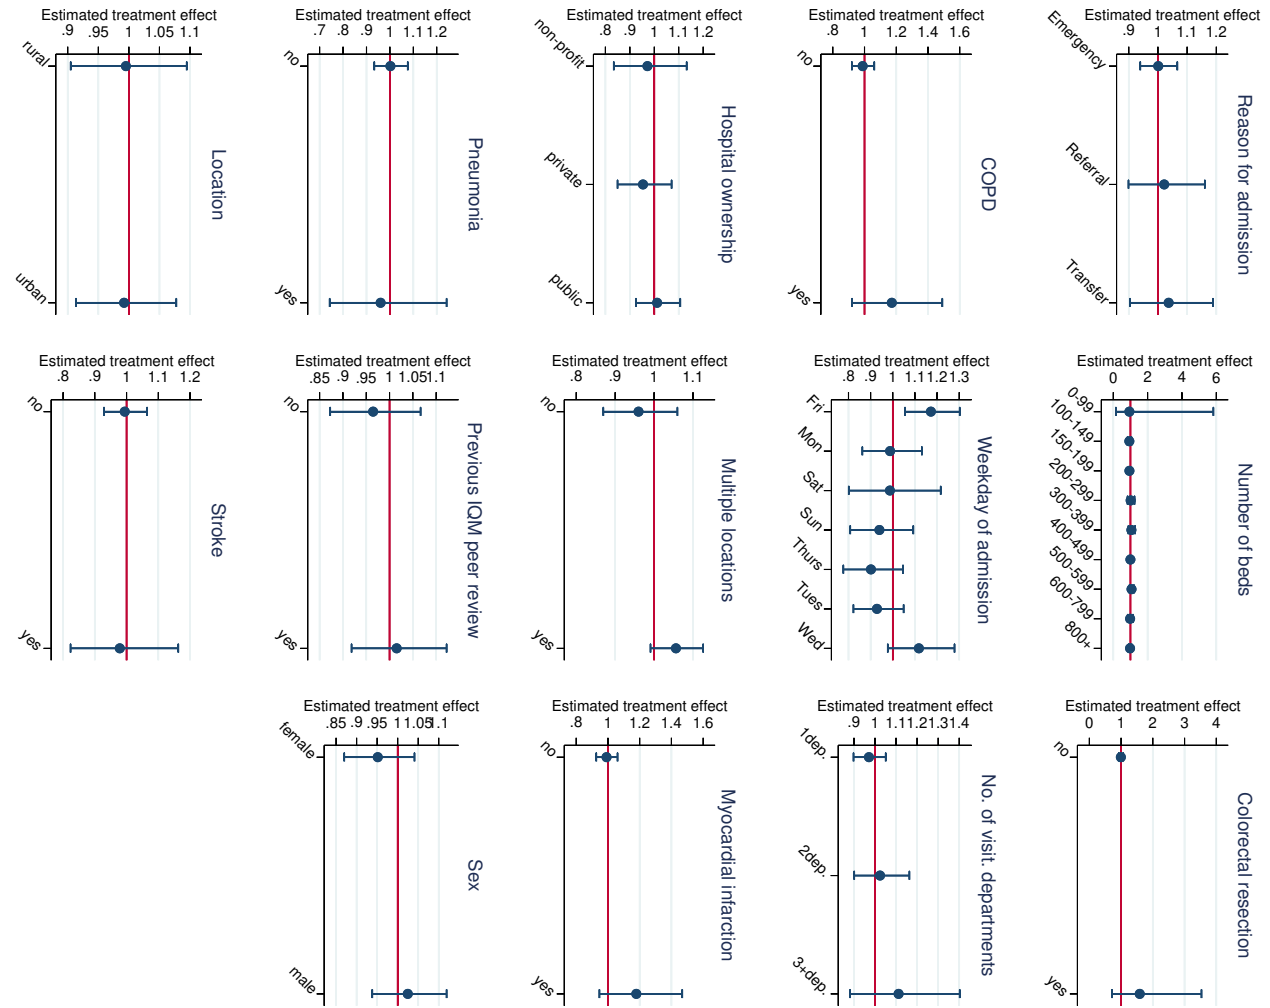 Estimated treatment effect
.9 .95 1 1.05 1.1
rural
urban
Location
Estimated treatment effect
.7 .8 .9 1 1.1 1.2
no
yes
Pneumonia
Estimated treatment effect
.8 .9 1 1.1 1.2
non-profit
private
public
Hospital ownership
Estimated treatment effect
.8 1 1.2 1.4 1.6
no
yes
COPD
Estimated treatment effect
.9 1 1.1 1.2
Emergency
Referral
Transfer
Reason for admission
Estimated treatment effect
.8 .9 1 1.1 1.2
no
yes
Stroke
Estimated treatment effect
.85 .9 .95 1 1.05 1.1
no
yes
Previous IQM peer review
Estimated treatment effect
.8 .9 1 1.1
no
yes
Multiple locations
Estimated treatment effect
.8 .9 1 1.1 1.2 1.3
Fri
Mon
Sat
Sun
Thurs
Tues
Wed
Weekday of admission
Estimated treatment effect
0 2 4 6
0-99
100-149
150-199
200-299
300-399
400-499
500-599
600-799
800+
Number of beds
Estimated treatment effect
.85 .9 .95 1 1.05 1.1
female
male
Sex
Estimated treatment effect
.8 1 1.2 1.4 1.6
no
yes
Myocardial infarction
Estimated treatment effect
.9 1 1.1 1.2 1.3 1.4
1dep.
2dep.
3+dep.
No. of visit. departments
Estimated treatment effect
0 1 2 3 4
no
yes
Colorectal resection